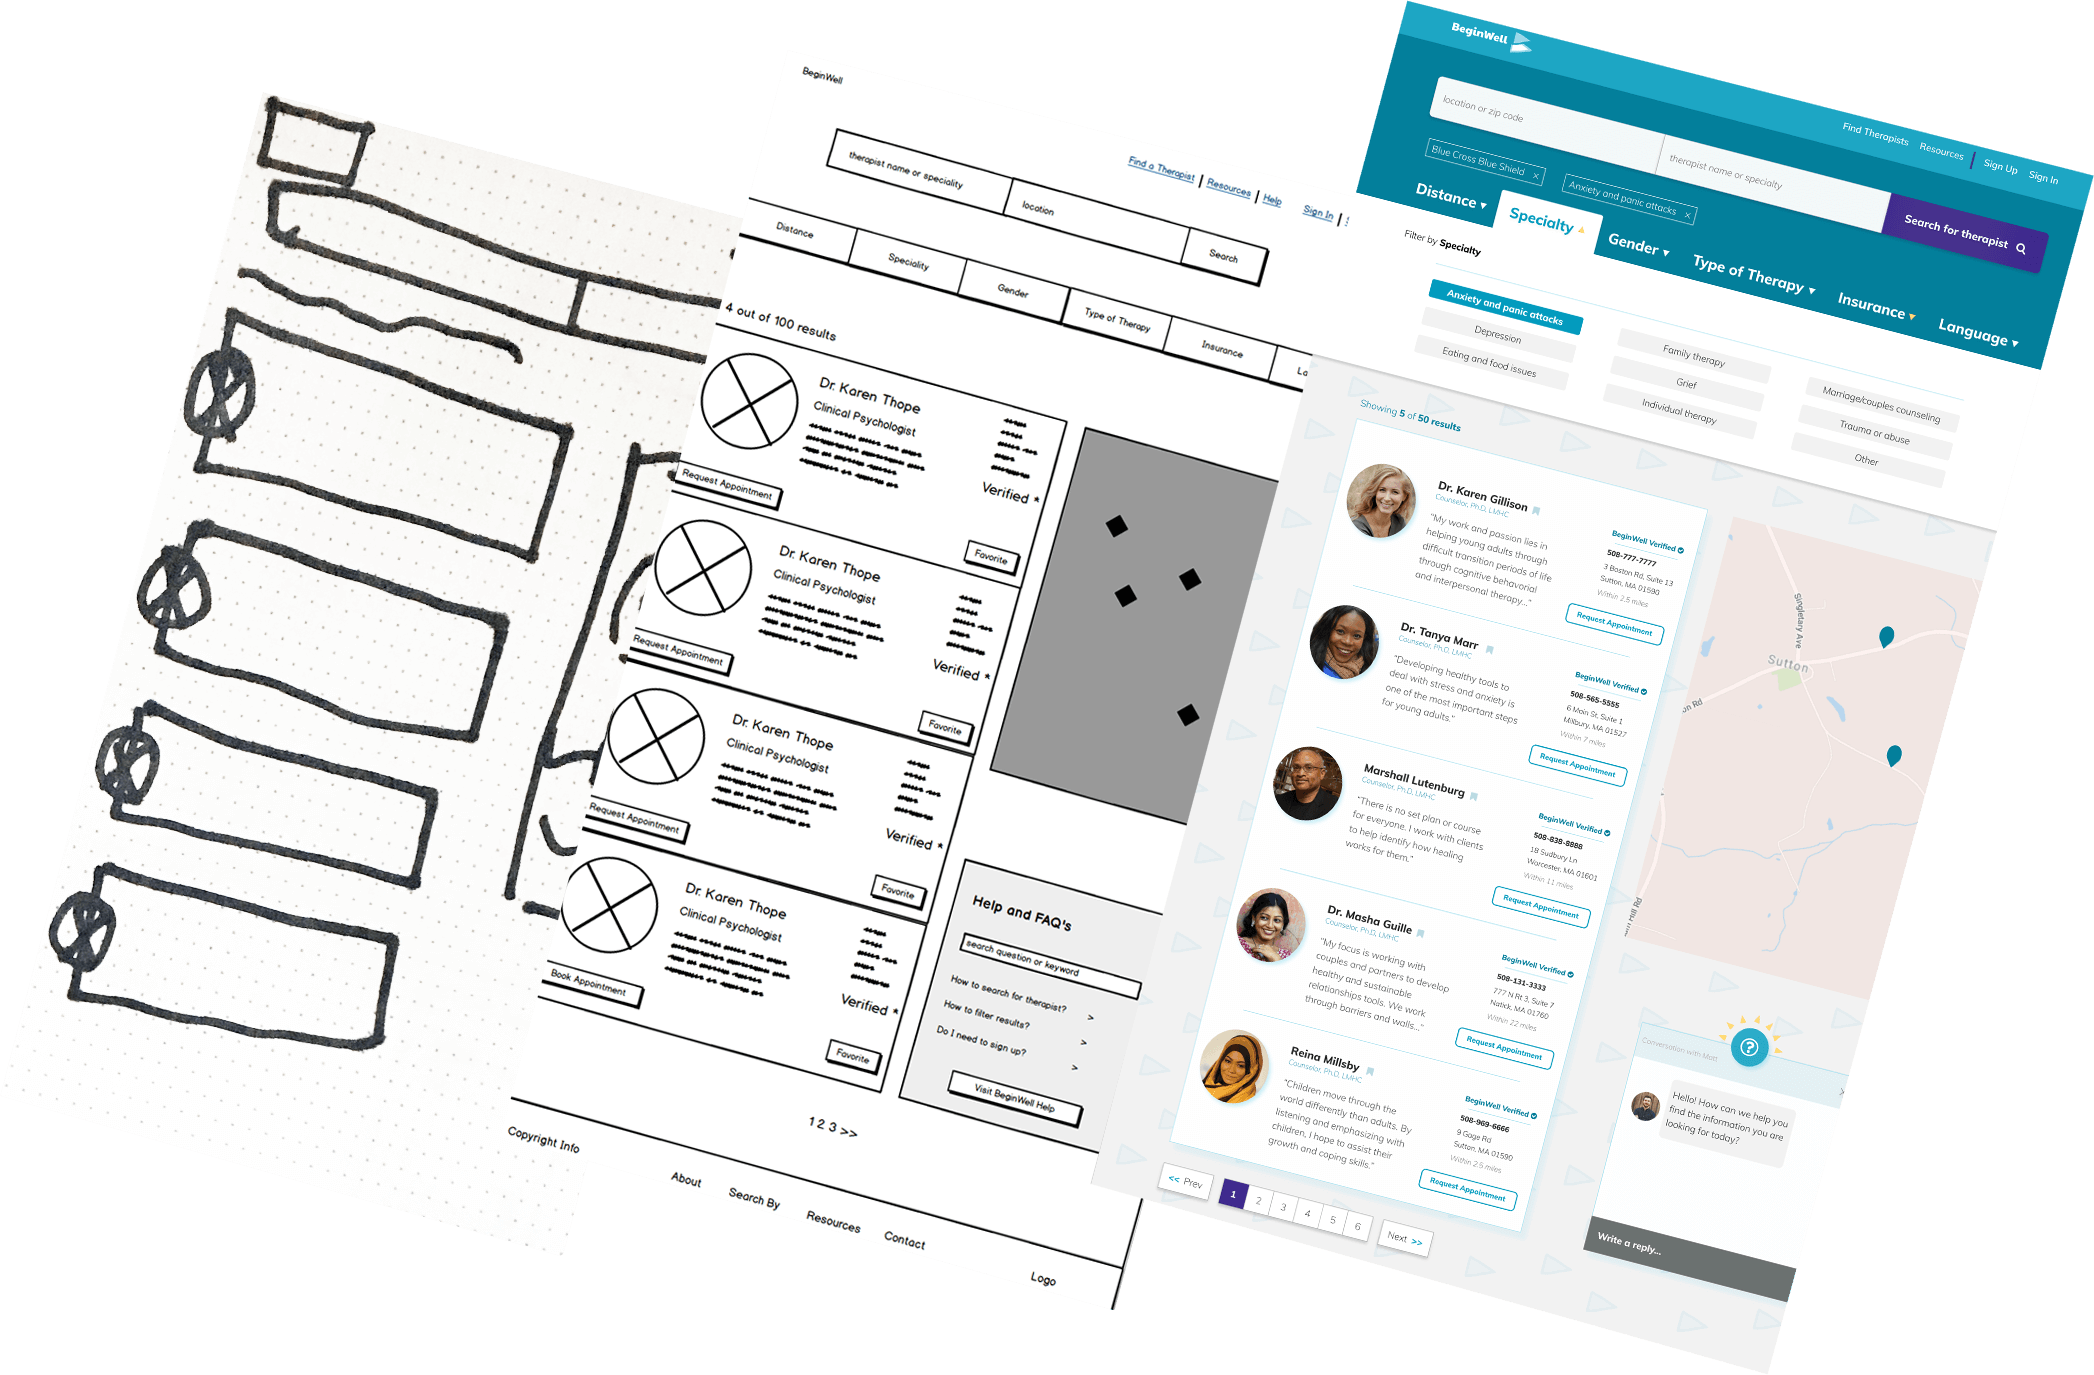 BeginWell
therapist name or speciality
location
Search
Find a Therapist | Resources | Help
Sign In |
Distance
Speciality
Gender
Type of Therapy
Insurance
La
4 out of 100 results
Dr. Karen Thope
Clinical Psychologist
Verified *
Request Appointment
Favorite
Dr. Karen Thope
Clinical Psychologist
Verified *
Request Appointment
Favorite
Dr. Karen Thope
Clinical Psychologist
Verified *
Request Appointment
Favorite
Dr. Karen Thope
Clinical Psychologist
Verified *
Book Appointment
Favorite
1 2 3 >>
Help and FAQ's
search question or keyword
How to search for therapist? >
How to filter results? >
Do I need to sign up? >
Visit BeginWell Help
Copyright Info
About
Search By
Resources
Contact
Logo
BeginWell
Find Therapists
Resources
Sign Up
Sign In
location or zip code
therapist name or specialty
Search for therapist
Blue Cross Blue Shield ×
Anxiety and panic attacks ×
Distance ▾
Specialty ▴
Gender ▾
Type of Therapy ▾
Insurance ▾
Language ▾
Filter by Specialty
Anxiety and panic attacks
Depression
Eating and food issues
Family therapy
Grief
Individual therapy
Marriage/couples counseling
Trauma or abuse
Other
Showing 5 of 50 results
Dr. Karen Gillison
Counselor, Ph.D, LMHC
"My work and passion lies in
helping young adults through
difficult transition periods of life
through cognitive behavorial
and interpersonal therapy..."
BeginWell Verified
508-777-7777
3 Boston Rd, Suite 13
Sutton, MA 01590
Within 2.5 miles
Request Appointment
Dr. Tanya Marr
Counselor, Ph.D, LMHC
"Developing healthy tools to
deal with stress and anxiety is
one of the most important steps
for young adults."
BeginWell Verified
508-565-5555
6 Main St, Suite 1
Millbury, MA 01527
Within 7 miles
Request Appointment
Marshall Lutenburg
Counselor, Ph.D, LMHC
"There is no set plan or course
for everyone. I work with clients
to help identify how healing
works for them."
BeginWell Verified
508-838-8888
18 Sudbury Ln
Worcester, MA 01601
Within 11 miles
Request Appointment
Dr. Masha Guille
Counselor, Ph.D, LMHC
"My focus is working with
couples and partners to develop
healthy and sustainable
relationships tools. We work
through barriers and walls..."
BeginWell Verified
508-131-3333
777 N Rt 3, Suite 7
Natick, MA 01760
Within 22 miles
Request Appointment
Reina Millsby
Counselor, Ph.D, LMHC
"Children move through the
world differently than adults. By
listening and emphasizing with
children, I hope to assist their
growth and coping skills."
BeginWell Verified
508-969-6666
9 Gage Rd
Sutton, MA 01590
Within 2.5 miles
Request Appointment
<< Prev
1 2 3 4 5 6
Next >>
Singletary Ave
Sutton
on Rd
Hill Rd
Conversation with Matt
?
Hello! How can we help you
find the information you are
looking for today?
Write a reply...